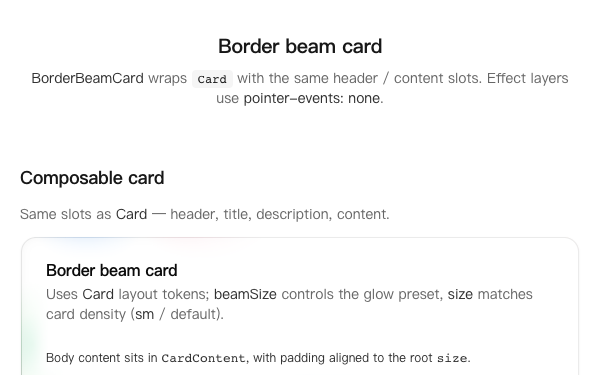 Border beam card
BorderBeamCard wraps Card with the same header / content slots. Effect layers
use pointer-events: none.
Composable card
Same slots as Card — header, title, description, content.
Border beam card
Uses Card layout tokens; beamSize controls the glow preset, size matches
card density (sm / default).
Body content sits in CardContent, with padding aligned to the root size.